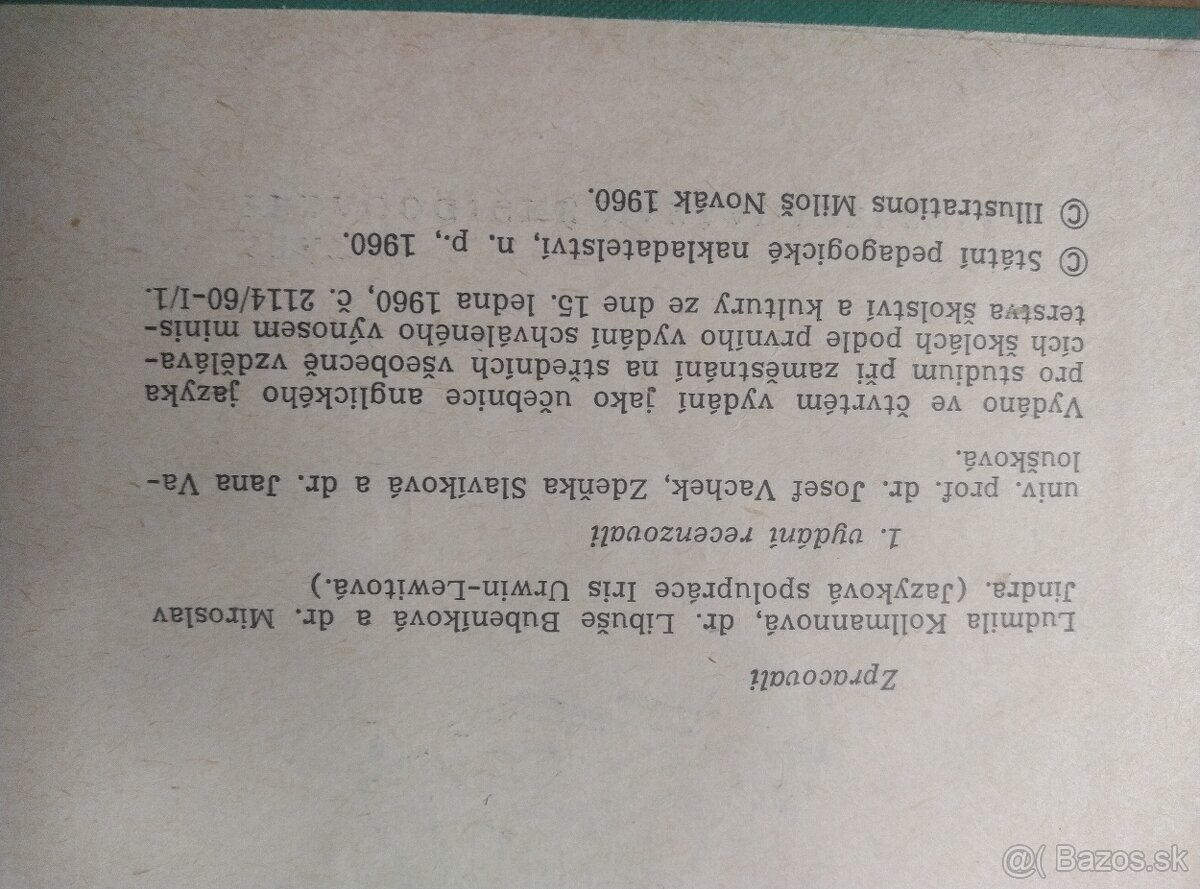 Zpracovali
Ludmila Kollmannová, dr. Libuše Bubeníková a dr. Miroslav
Jindra. (Jazyková spolupráce Iris Urwin-Lewitová.)
1. vydání recenzovali
univ. prof. dr. Josef Vachek, Zdeňka Slavíková a dr. Jana Va-
loušková.
Vydáno ve čtvrtém vydání jako učebnice anglického jazyka
pro studium při zaměstnání na středních všeobecně vzděláva-
cích školách podle prvního vydání schváleného výnosem minis-
terstva školství a kultury ze dne 15. ledna 1960, č. 2114/60-I/1.
© Státní pedagogické nakladatelství, n. p., 1960.
© Illustrations Miloš Novák 1960.
@( Bazos.sk